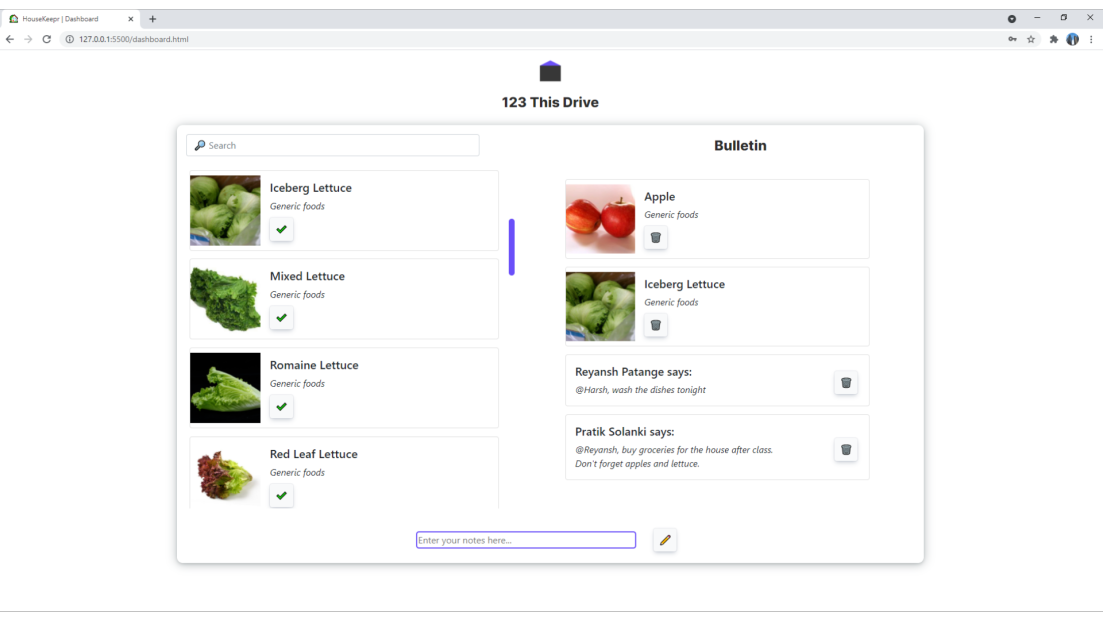 HouseKeepr | Dashboard
127.0.0.1:5500/dashboard.html
123 This Drive
Search
Iceberg Lettuce
Generic foods
Mixed Lettuce
Generic foods
Romaine Lettuce
Generic foods
Red Leaf Lettuce
Generic foods
Bulletin
Apple
Generic foods
Iceberg Lettuce
Generic foods
Reyansh Patange says:
@Harsh, wash the dishes tonight
Pratik Solanki says:
@Reyansh, buy groceries for the house after class.
Don't forget apples and lettuce.
Enter your notes here...